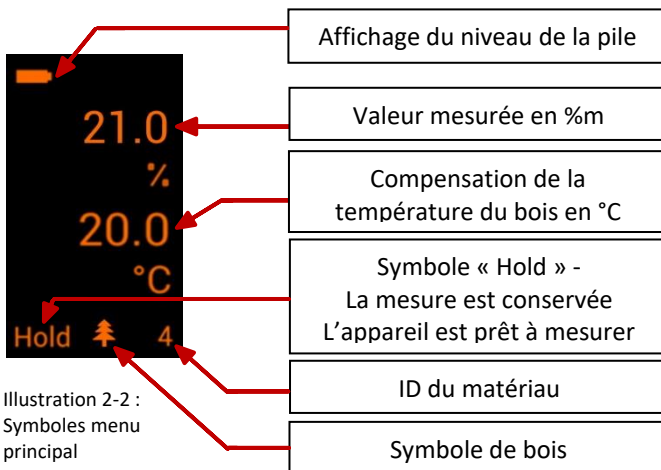 Affichage du niveau de la pile
21.0
%
Valeur mesurée en %m
20.0
°C
Compensation de la
température du bois en °C
Symbole « Hold » -
La mesure est conservée
L’appareil est prêt à mesurer
Hold 4
ID du matériau
Illustration 2-2 :
Symboles menu
principal
Symbole de bois